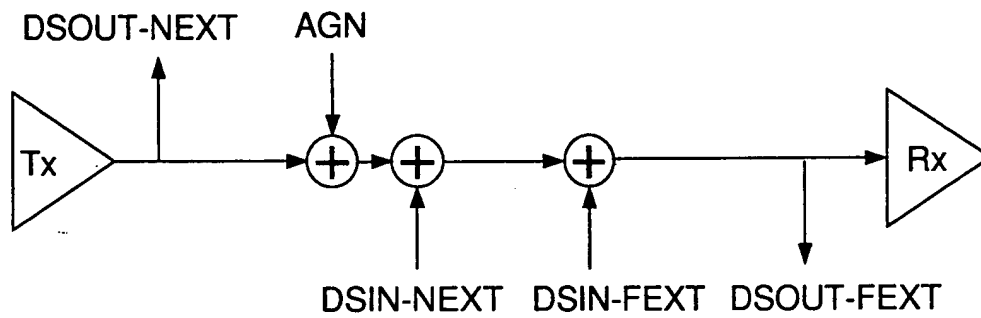 DSOUT-NEXT AGN
Tx + + + Rx
DSIN-NEXT DSIN-FEXT DSOUT-FEXT